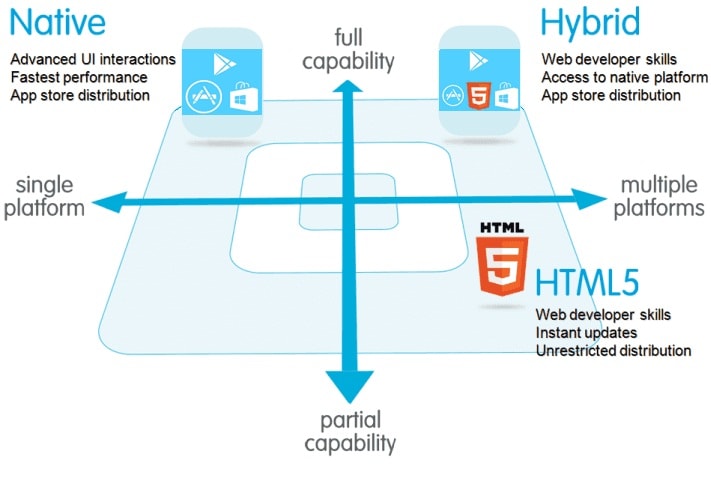 Native
Advanced UI interactions
Fastest performance
App store distribution
full
capability
Hybrid
Web developer skills
Access to native platform
App store distribution
5
single
platform
multiple
platforms
HTML
5
HTML5
Web developer skills
Instant updates
Unrestricted distribution
partial
capability